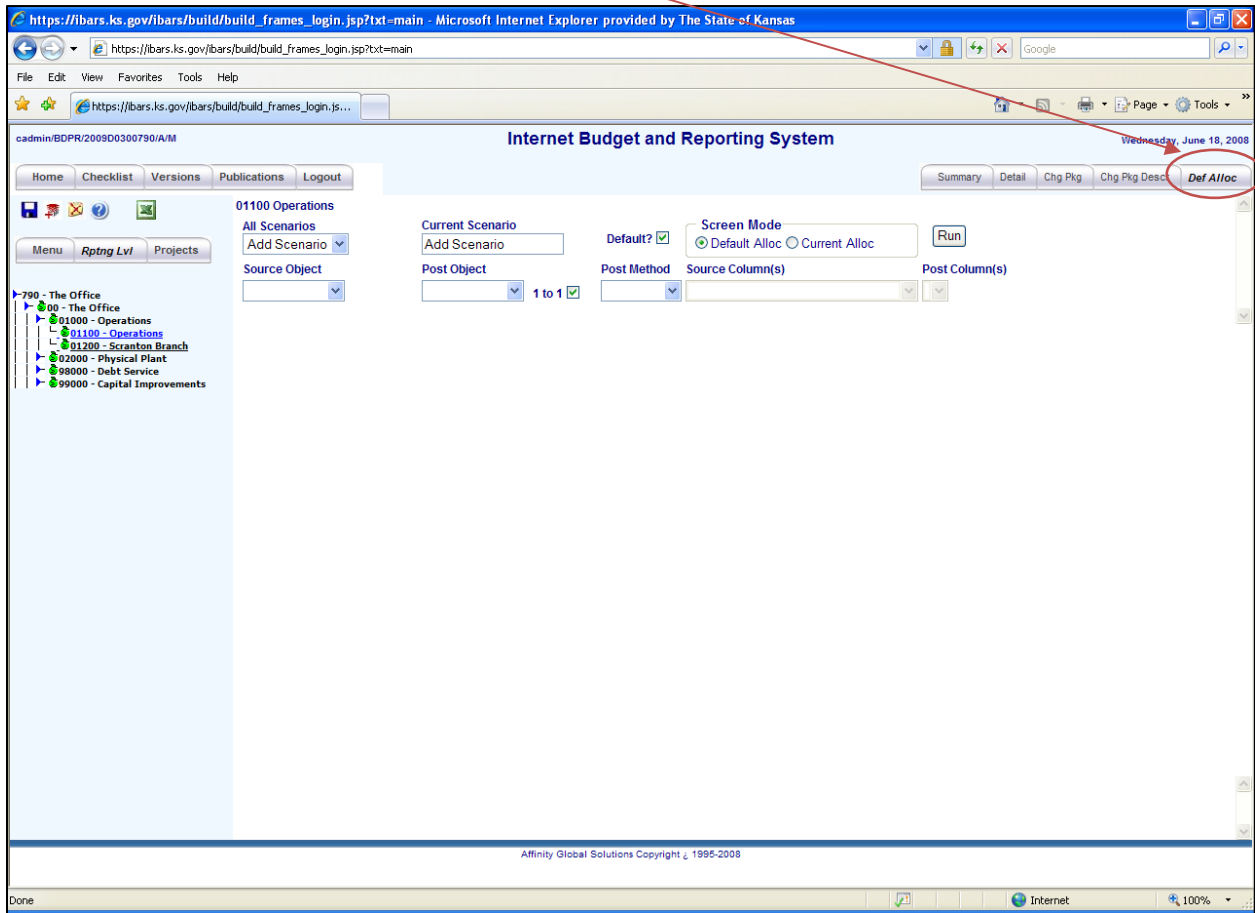 https://ibars.ks.gov/ibars/build/build_frames_login.jsp?txt=main - Microsoft Internet Explorer provided by The State of Kansas
https://ibars.ks.gov/ibars/build/build_frames_login.jsp?txt=main
Google
File Edit View Favorites Tools Help
https://ibars.ks.gov/ibars/build/build_frames_login.js...
Page Tools »
cadmin/BDPR/2009D0300790/A/M
Internet Budget and Reporting System
Wednesday, June 18, 2008
Home Checklist Versions Publications Logout
Summary Detail Chg Pkg Chg Pkg Descr Def Alloc
Menu Rptng Lvl Projects
790 - The Office
00 - The Office
01000 - Operations
01100 - Operations
01200 - Scranton Branch
02000 - Physical Plant
98000 - Debt Service
99000 - Capital Improvements
01100 Operations
All Scenarios Current Scenario Default? Screen Mode
Add Scenario Add Scenario Default Alloc Current Alloc Run
Source Object Post Object 1 to 1 Post Method Source Column(s) Post Column(s)
Affinity Global Solutions Copyright ¿ 1995-2008
Done Internet 100%